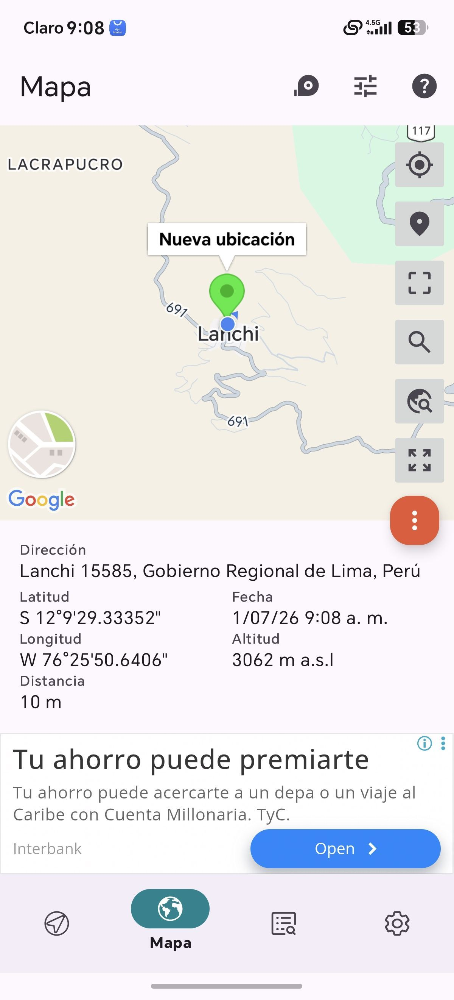 Claro 9:08
App
Market
4.5G
53
Mapa
117
LACRAPUCRO
Nueva ubicación
691
Lanchi
691
Google
Dirección
Lanchi 15585, Gobierno Regional de Lima, Perú
Latitud
S 12°9'29.33352"
Fecha
1/07/26 9:08 a. m.
Longitud
W 76°25'50.6406"
Altitud
3062 m a.s.l
Distancia
10 m
Tu ahorro puede premiarte
Tu ahorro puede acercarte a un depa o un viaje al
Caribe con Cuenta Millonaria. TyC.
Interbank
Open
Mapa